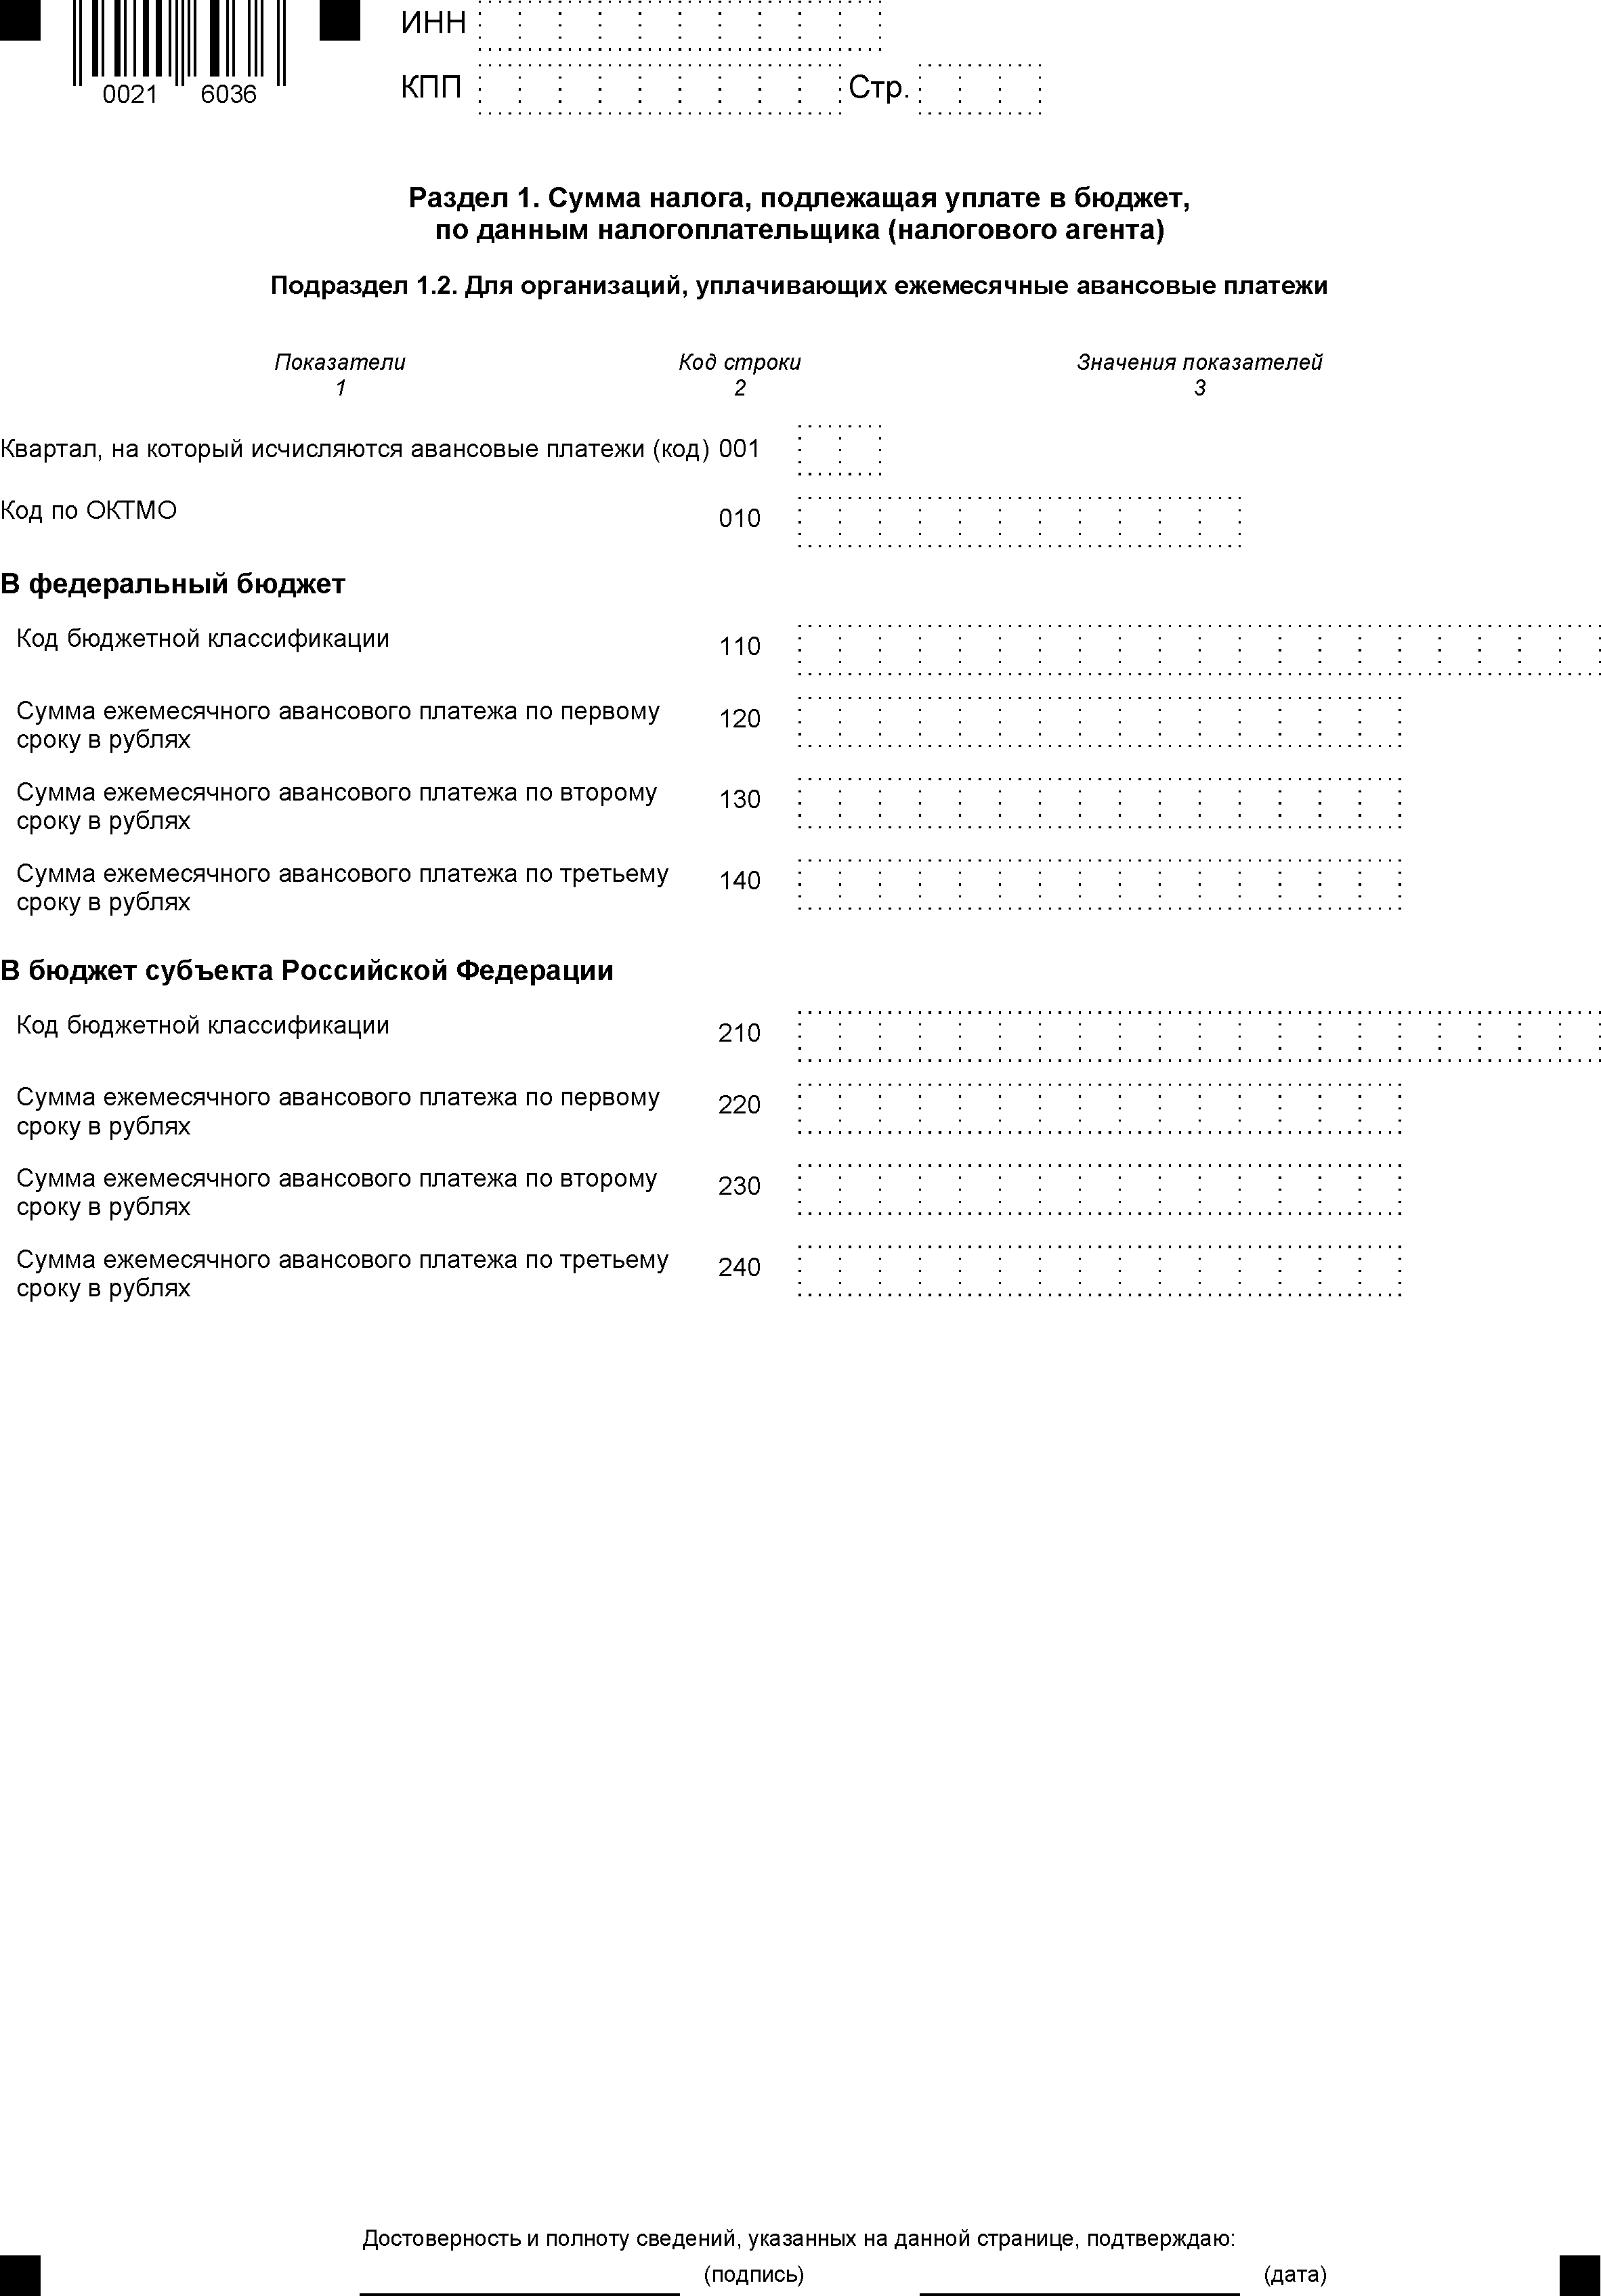 ИНН
0021 6036
КПП Стр.
Раздел 1. Сумма налога, подлежащая уплате в бюджет,
по данным налогоплательщика (налогового агента)
Подраздел 1.2. Для организаций, уплачивающих ежемесячные авансовые платежи
Показатели Код строки Значения показателей
1 2 3
Квартал, на который исчисляются авансовые платежи (код) 001
Код по ОКТМО 010
В федеральный бюджет
Код бюджетной классификации 110
Сумма ежемесячного авансового платежа по первому 120
сроку в рублях
Сумма ежемесячного авансового платежа по второму 130
сроку в рублях
Сумма ежемесячного авансового платежа по третьему 140
сроку в рублях
В бюджет субъекта Российской Федерации
Код бюджетной классификации 210
Сумма ежемесячного авансового платежа по первому 220
сроку в рублях
Сумма ежемесячного авансового платежа по второму 230
сроку в рублях
Сумма ежемесячного авансового платежа по третьему 240
сроку в рублях
Достоверность и полноту сведений, указанных на данной странице, подтверждаю:
(подпись) (дата)